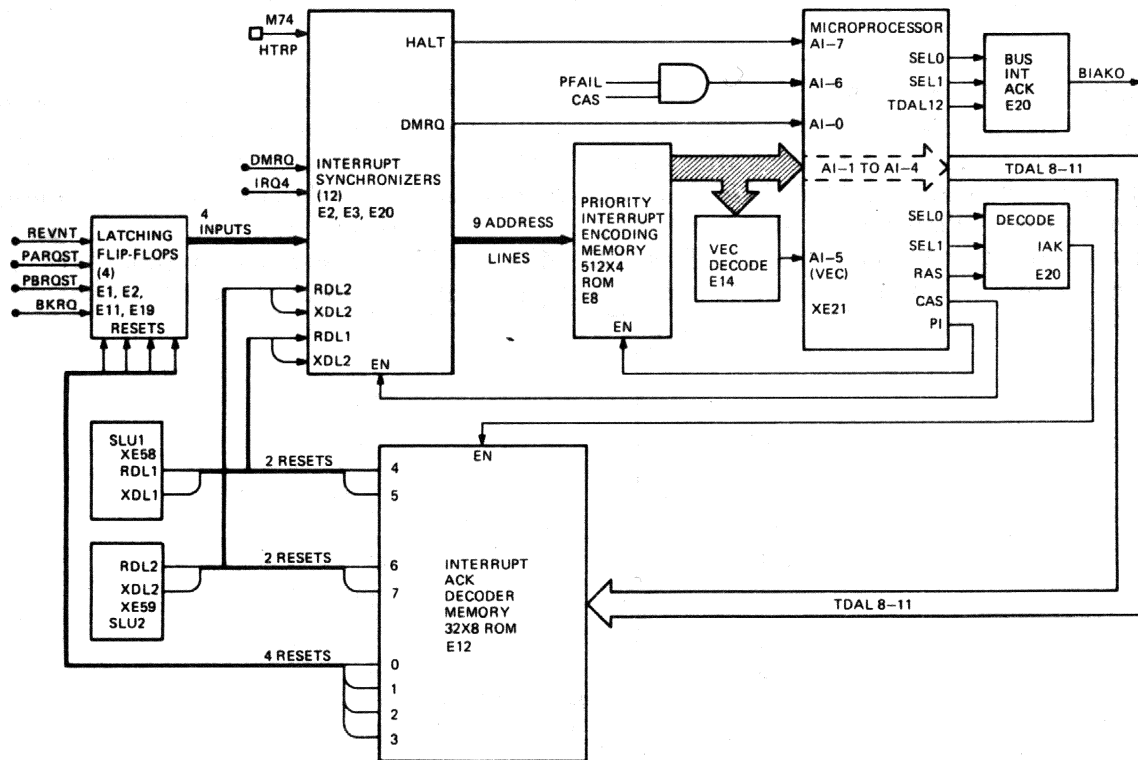 M74
HTRP
HALT
DMRQ
DMRQ
IRQ4
INTERRUPT
SYNCHRONIZERS
(12)
E2, E3, E20
RDL2
XDL2
RDL1
XDL2
EN
REVNT
PARQST
PBRQST
BKRQ
LATCHING
FLIP-FLOPS
(4)
E1, E2,
E11, E19
RESETS
4
INPUTS
9 ADDRESS
LINES
PFAIL
CAS
PRIORITY
INTERRUPT
ENCODING
MEMORY
512X4
ROM
E8
EN
VEC
DECODE
E14
MICROPROCESSOR
AI-7
AI-6
AI-0
AI-1 TO AI-4
AI-5
(VEC)
XE21
SEL0
SEL1
TDAL12
SEL0
SEL1
RAS
CAS
PI
BUS
INT
ACK
E20
BIAKO
TDAL 8-11
DECODE
IAK
E20
SLU1
XE58
RDL1
XDL1
2 RESETS
RDL2
XDL2
XE59
SLU2
2 RESETS
4 RESETS
EN
4
5
6
7
0
1
2
3
INTERRUPT
ACK
DECODER
MEMORY
32X8 ROM
E12
TDAL 8-11